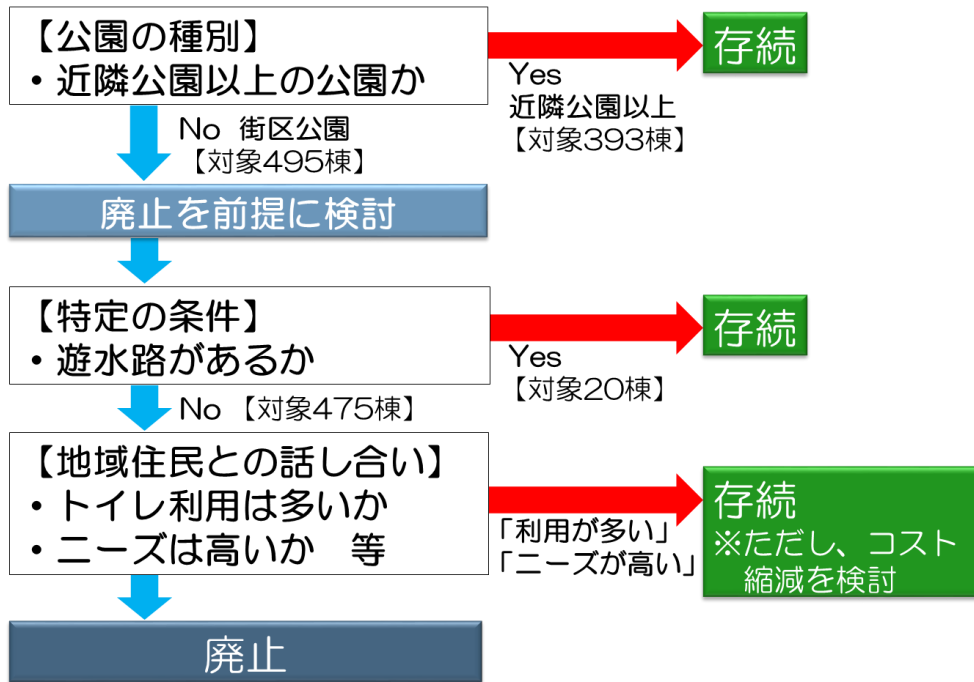 【公園の種別】
・近隣公園以上の公園か
存続
Yes
近隣公園以上
【対象393棟】
No 街区公園
【対象495棟】
廃止を前提に検討
【特定の条件】
・遊水路があるか
存続
Yes
【対象20棟】
No 【対象475棟】
【地域住民との話し合い】
・トイレ利用は多いか
・ニーズは高いか　等
「利用が多い」
「ニーズが高い」
存続
※ただし、コスト
縮減を検討
廃止